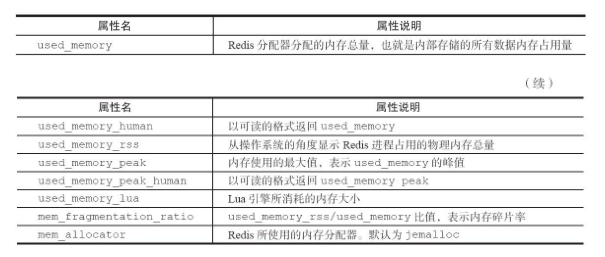 属性名 属性说明
used_memory Redis 分配器分配的内存总量，也就是内部存储的所有数据内存占用量
（续）
属性名 属性说明
used_memory_human 以可读的格式返回 used_memory
used_memory_rss 从操作系统的角度显示 Redis 进程占用的物理内存总量
used_memory_peak 内存使用的最大值，表示 used_memory 的峰值
used_memory_peak_human 以可读的格式返回 used_memory peak
used_memory_lua Lua 引擎所消耗的内存大小
mem_fragmentation_ratio used_memory_rss/used_memory 比值，表示内存碎片率
mem_allocator Redis 所使用的内存分配器。默认为 jemalloc